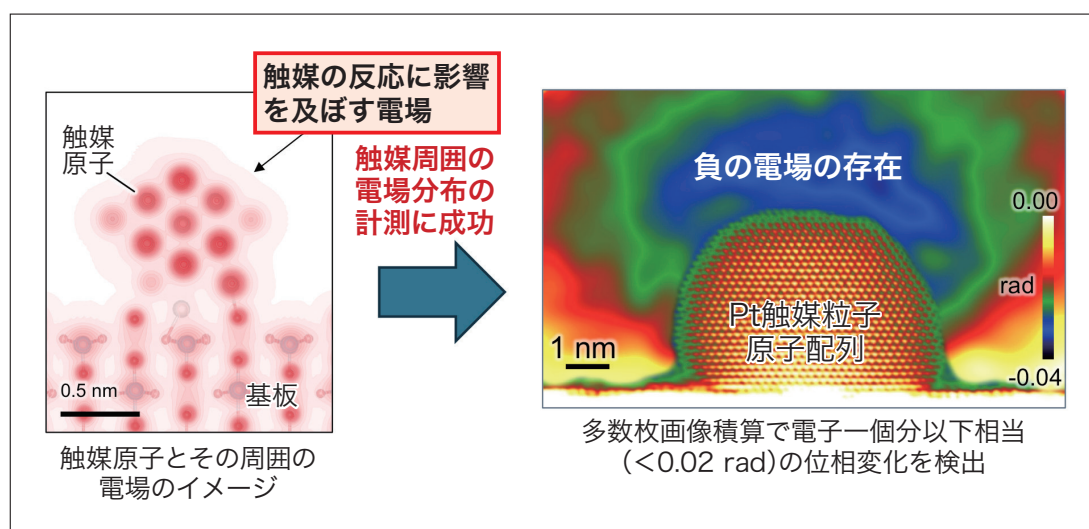 触媒の反応に影響
を及ぼす電場
触媒
原子
触媒周囲の
電場分布の
計測に成功
0.5 nm
基板
触媒原子とその周囲の
電場のイメージ
負の電場の存在
0.00
rad
-0.04
Pt触媒粒子
原子配列
1 nm
多数枚画像積算で電子一個分以下相当
(<0.02 rad)の位相変化を検出